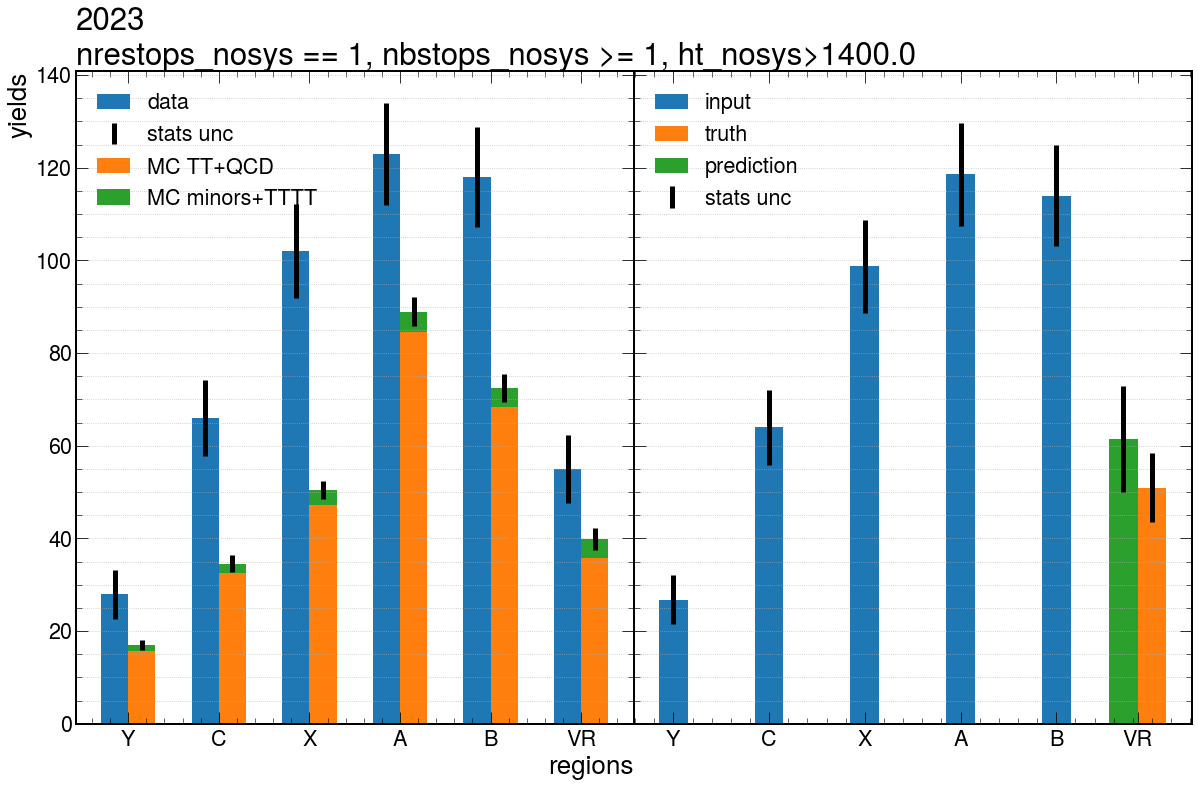 2023
nrestops_nosys == 1, nbstops_nosys >= 1, ht_nosys>1400.0
yields
140
120
100
80
60
40
20
0
data
stats unc
MC TT+QCD
MC minors+TTTT
input
truth
prediction
stats unc
Y C X A B VR
Y C X A B VR
regions